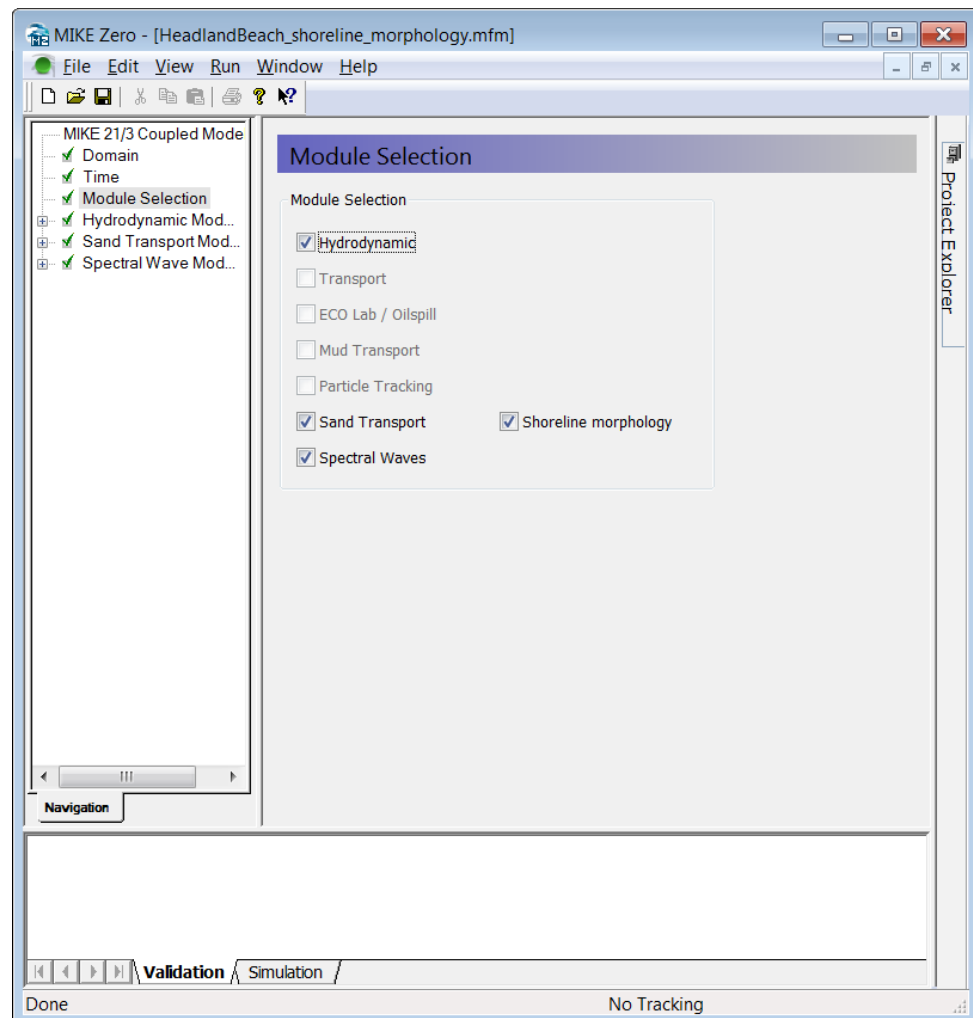 MIKE Zero - [HeadlandBeach_shoreline_morphology.mfm]
File Edit View Run Window Help
MIKE 21/3 Coupled Mode
Domain
Time
Module Selection
Hydrodynamic Mod...
Sand Transport Mod...
Spectral Wave Mod...
Navigation
Module Selection
Module Selection
Hydrodynamic
Transport
ECO Lab / Oilspill
Mud Transport
Particle Tracking
Sand Transport Shoreline morphology
Spectral Waves
Project Explorer
Validation Simulation
Done No Tracking